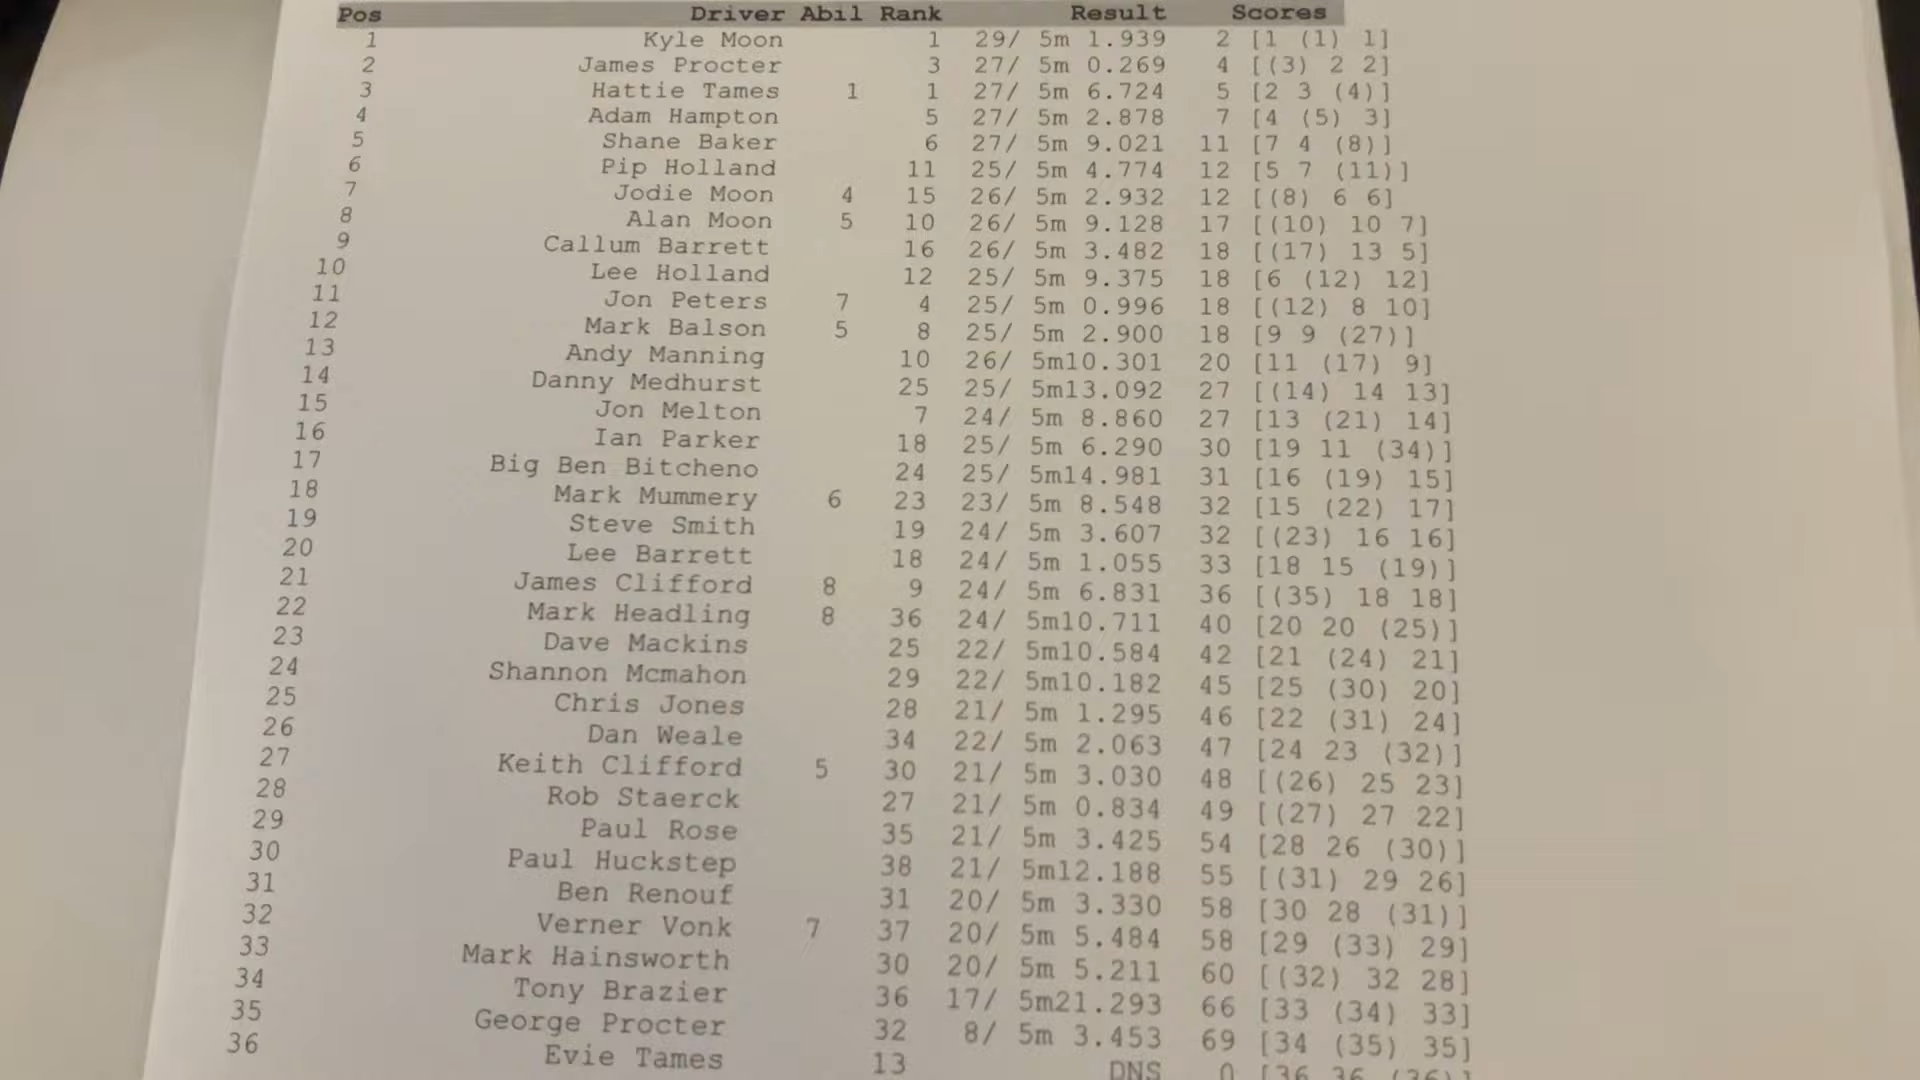 Pos Driver Abil Rank Result Scores
1 Kyle Moon 1 29/ 5m 1.939 2 [1 (1) 1]
2 James Procter 3 27/ 5m 0.269 4 [(3) 2 2]
3 Hattie Tames 1 1 27/ 5m 6.724 5 [2 3 (4)]
4 Adam Hampton 5 27/ 5m 2.878 7 [4 (5) 3]
5 Shane Baker 6 27/ 5m 9.021 11 [7 4 (8)]
6 Pip Holland 11 25/ 5m 4.774 12 [5 7 (11)]
7 Jodie Moon 4 15 26/ 5m 2.932 12 [(8) 6 6]
8 Alan Moon 5 10 26/ 5m 9.128 17 [(10) 10 7]
9 Callum Barrett 16 26/ 5m 3.482 18 [(17) 13 5]
10 Lee Holland 12 25/ 5m 9.375 18 [6 (12) 12]
11 Jon Peters 7 4 25/ 5m 0.996 18 [(12) 8 10]
12 Mark Balson 5 8 25/ 5m 2.900 18 [9 9 (27)]
13 Andy Manning 10 26/ 5m10.301 20 [11 (17) 9]
14 Danny Medhurst 25 25/ 5m13.092 27 [(14) 14 13]
15 Jon Melton 7 24/ 5m 8.860 27 [13 (21) 14]
16 Ian Parker 18 25/ 5m 6.290 30 [19 11 (34)]
17 Big Ben Bitcheno 24 25/ 5m14.981 31 [16 (19) 15]
18 Mark Mummery 6 23 23/ 5m 8.548 32 [15 (22) 17]
19 Steve Smith 19 24/ 5m 3.607 32 [(23) 16 16]
20 Lee Barrett 18 24/ 5m 1.055 33 [18 15 (19)]
21 James Clifford 8 9 24/ 5m 6.831 36 [(35) 18 18]
22 Mark Headling 8 36 24/ 5m10.711 40 [20 20 (25)]
23 Dave Mackins 25 22/ 5m10.584 42 [21 (24) 21]
24 Shannon Mcmahon 29 22/ 5m10.182 45 [25 (30) 20]
25 Chris Jones 28 21/ 5m 1.295 46 [22 (31) 24]
26 Dan Weale 34 22/ 5m 2.063 47 [24 23 (32)]
27 Keith Clifford 5 30 21/ 5m 3.030 48 [(26) 25 23]
28 Rob Staerck 27 21/ 5m 0.834 49 [(27) 27 22]
29 Paul Rose 35 21/ 5m 3.425 54 [28 26 (30)]
30 Paul Huckstep 38 21/ 5m12.188 55 [(31) 29 26]
31 Ben Renouf 31 20/ 5m 3.330 58 [30 28 (31)]
32 Verner Vonk 7 37 20/ 5m 5.484 58 [29 (33) 29]
33 Mark Hainsworth 30 20/ 5m 5.211 60 [(32) 32 28]
34 Tony Brazier 36 17/ 5m21.293 66 [33 (34) 33]
35 George Procter 32 8/ 5m 3.453 69 [34 (35) 35]
36 Evie Tames 13 DNS 0 [36 36 (36)]